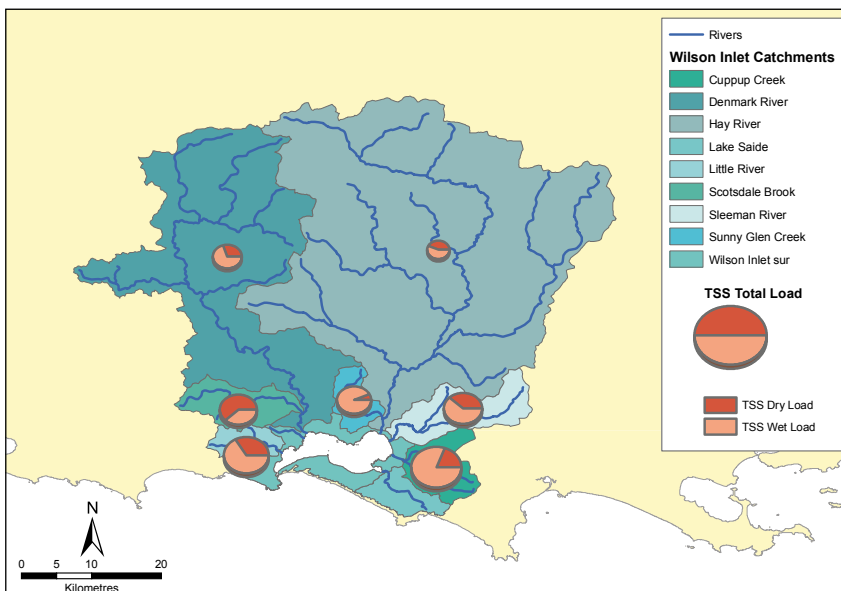 Rivers
Wilson Inlet Catchments
Cuppup Creek
Denmark River
Hay River
Lake Saide
Little River
Scotsdale Brook
Sleeman River
Sunny Glen Creek
Wilson Inlet sur
TSS Total Load
TSS Dry Load
TSS Wet Load
N
0 5 10 20
Kilometres